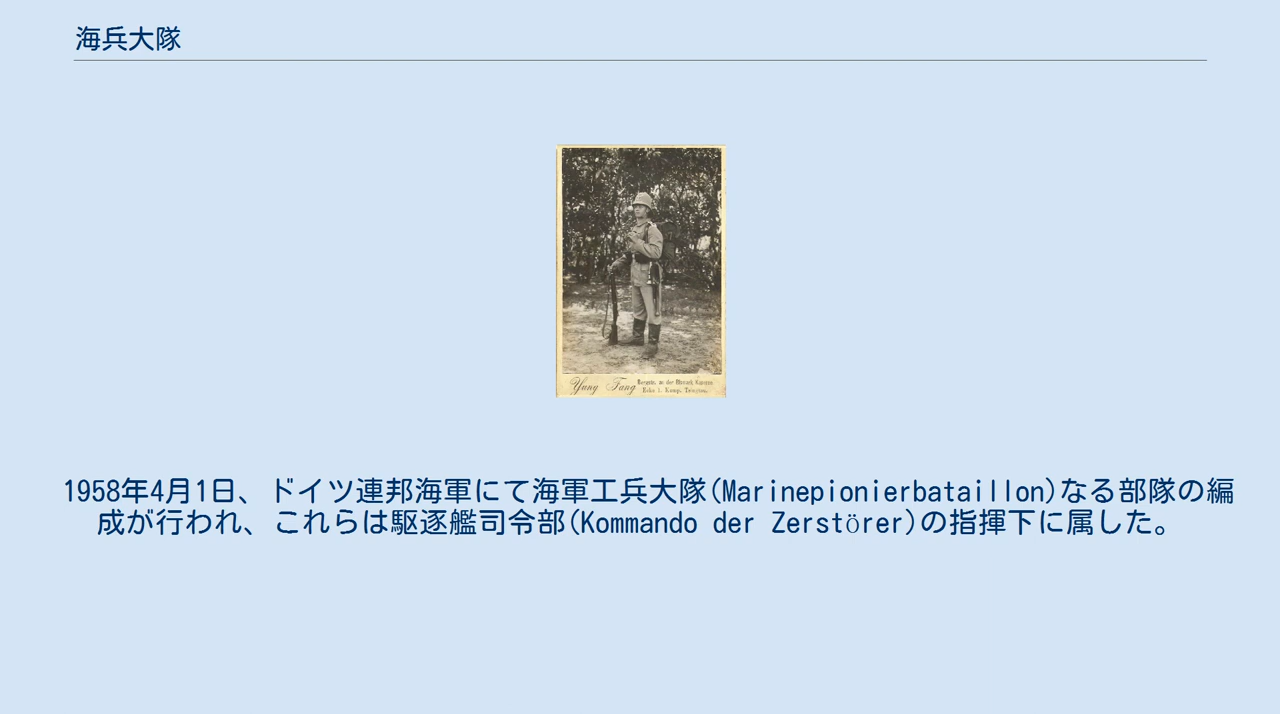 海兵大隊
Yung Fang
1958年4月1日、ドイツ連邦海軍にて海軍工兵大隊(Marinepionierbataillon)なる部隊の編
成が行われ、これらは駆逐艦司令部(Kommando der Zerstörer)の指揮下に属した。